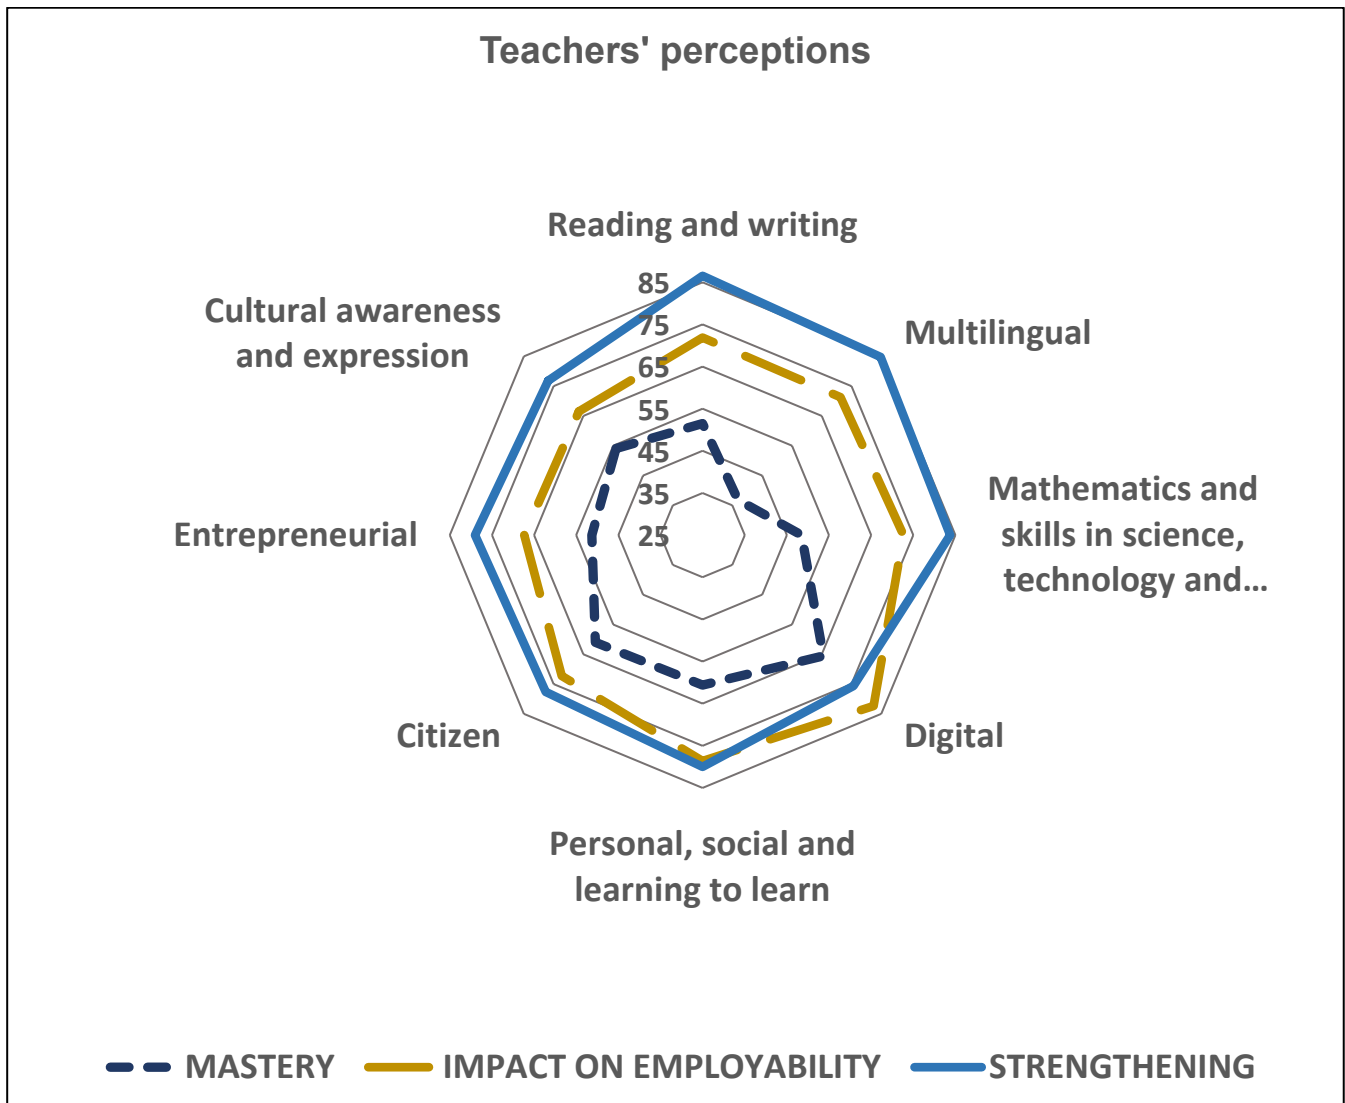 Teachers' perceptions
Reading and writing
85
75
65
55
45
35
25
Multilingual
Mathematics and
skills in science,
technology and…
Digital
Personal, social and
learning to learn
Citizen
Entrepreneurial
Cultural awareness
and expression
MASTERY
IMPACT ON EMPLOYABILITY
STRENGTHENING